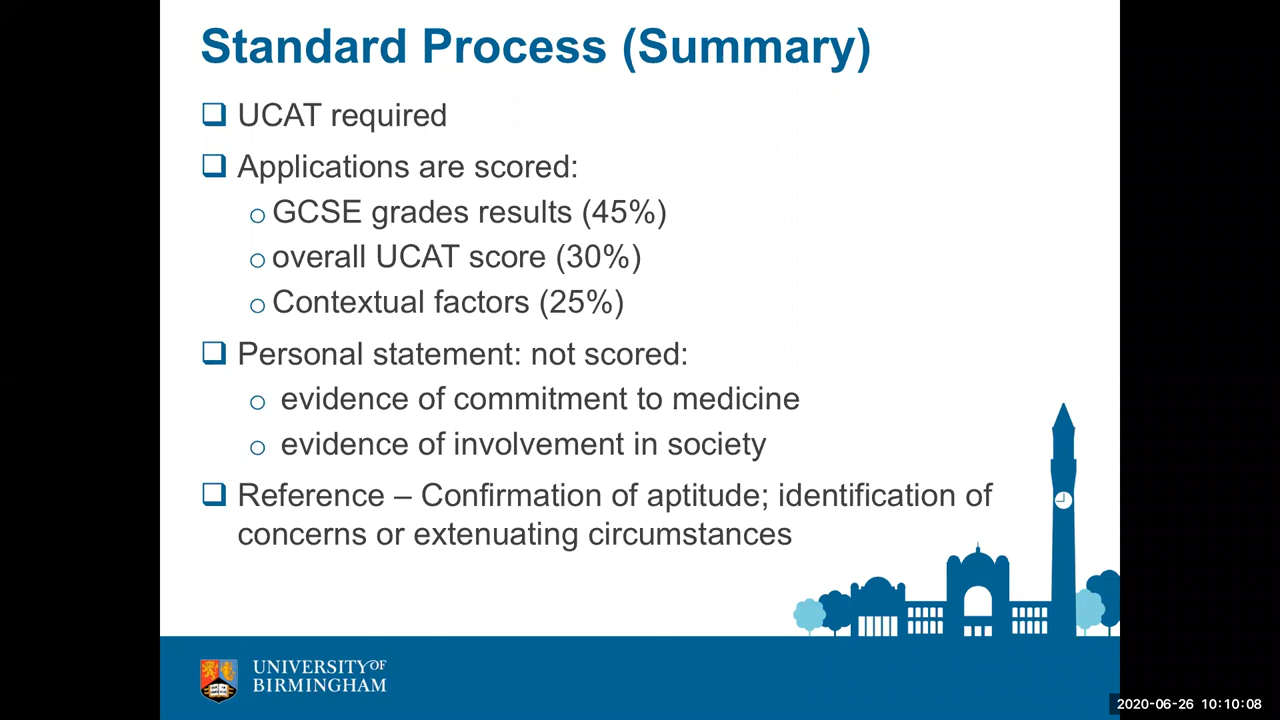 Standard Process (Summary)
UCAT required
Applications are scored:
GCSE grades results (45%)
overall UCAT score (30%)
Contextual factors (25%)
Personal statement: not scored:
evidence of commitment to medicine
evidence of involvement in society
Reference – Confirmation of aptitude; identification of
concerns or extenuating circumstances
UNIVERSITY OF
BIRMINGHAM
2020-06-26 10:10:08